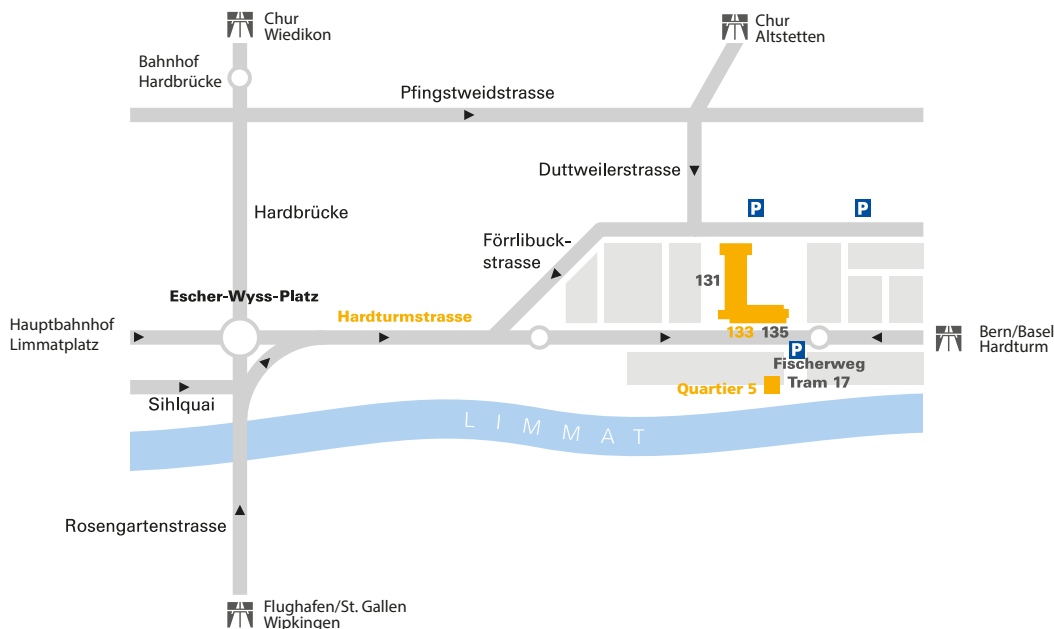 Chur
Wiedikon
Chur
Altstetten
Bahnhof
Hardbrücke
Pfingstweidstrasse
Duttweilerstrasse
P
P
Hardbrücke
Förrlibuck-
strasse
131
Escher-Wyss-Platz
Hauptbahnhof
Limmatplatz
Hardturmstrasse
133 135
Bern/Basel
Hardturm
P
Fischerweg
Tram 17
Quartier 5
Sihlquai
LIMMAT
Rosengartenstrasse
Flughafen/St. Gallen
Wipkingen